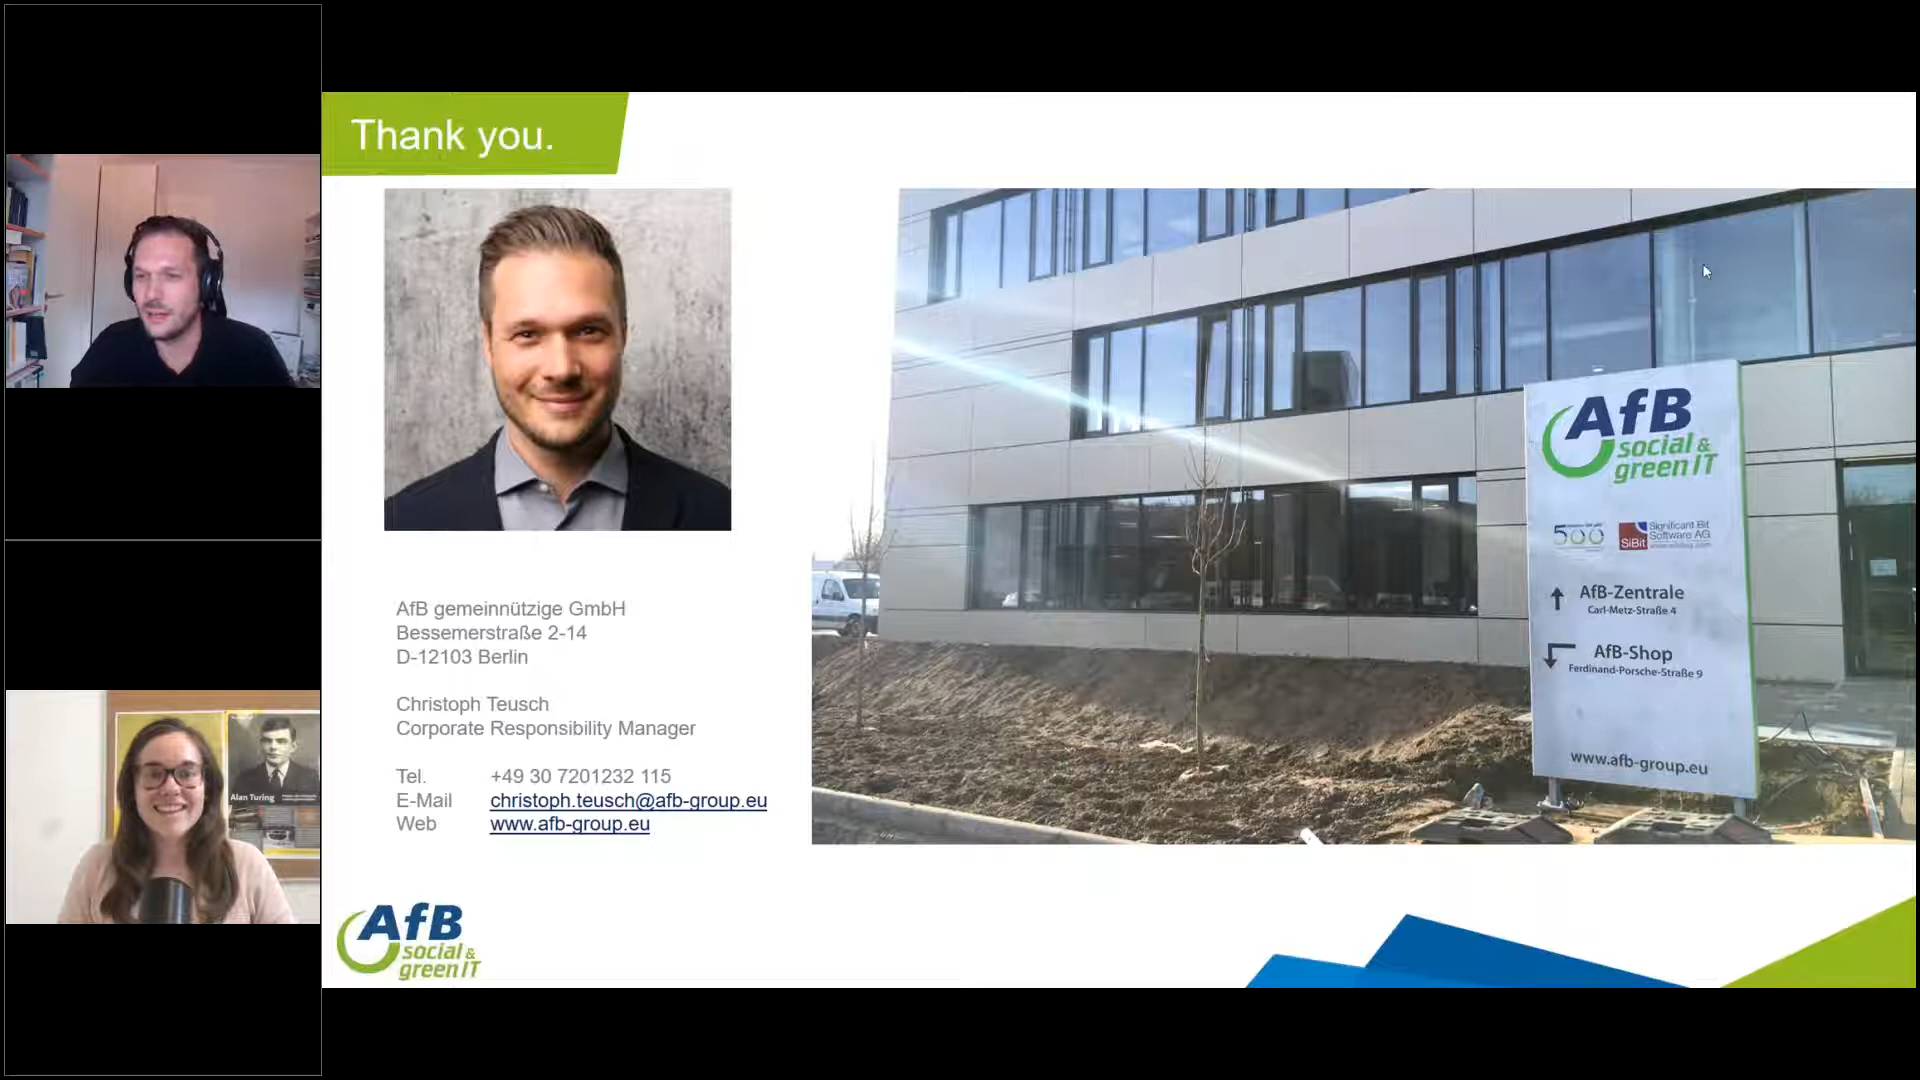 Thank you.
AfB gemeinnützige GmbH
Bessemerstraße 2-14
D-12103 Berlin
Christoph Teusch
Corporate Responsibility Manager
Tel. +49 30 7201232 115
E-Mail christoph.teusch@afb-group.eu
Web www.afb-group.eu
AfB
social &
green IT
AfB
social &
green IT
500
SiBit
Significant Bit
Software AG
AfB-Zentrale
Carl-Metz-Straße 4
AfB-Shop
Ferdinand-Porsche-Straße 9
www.afb-group.eu
Alan Turing